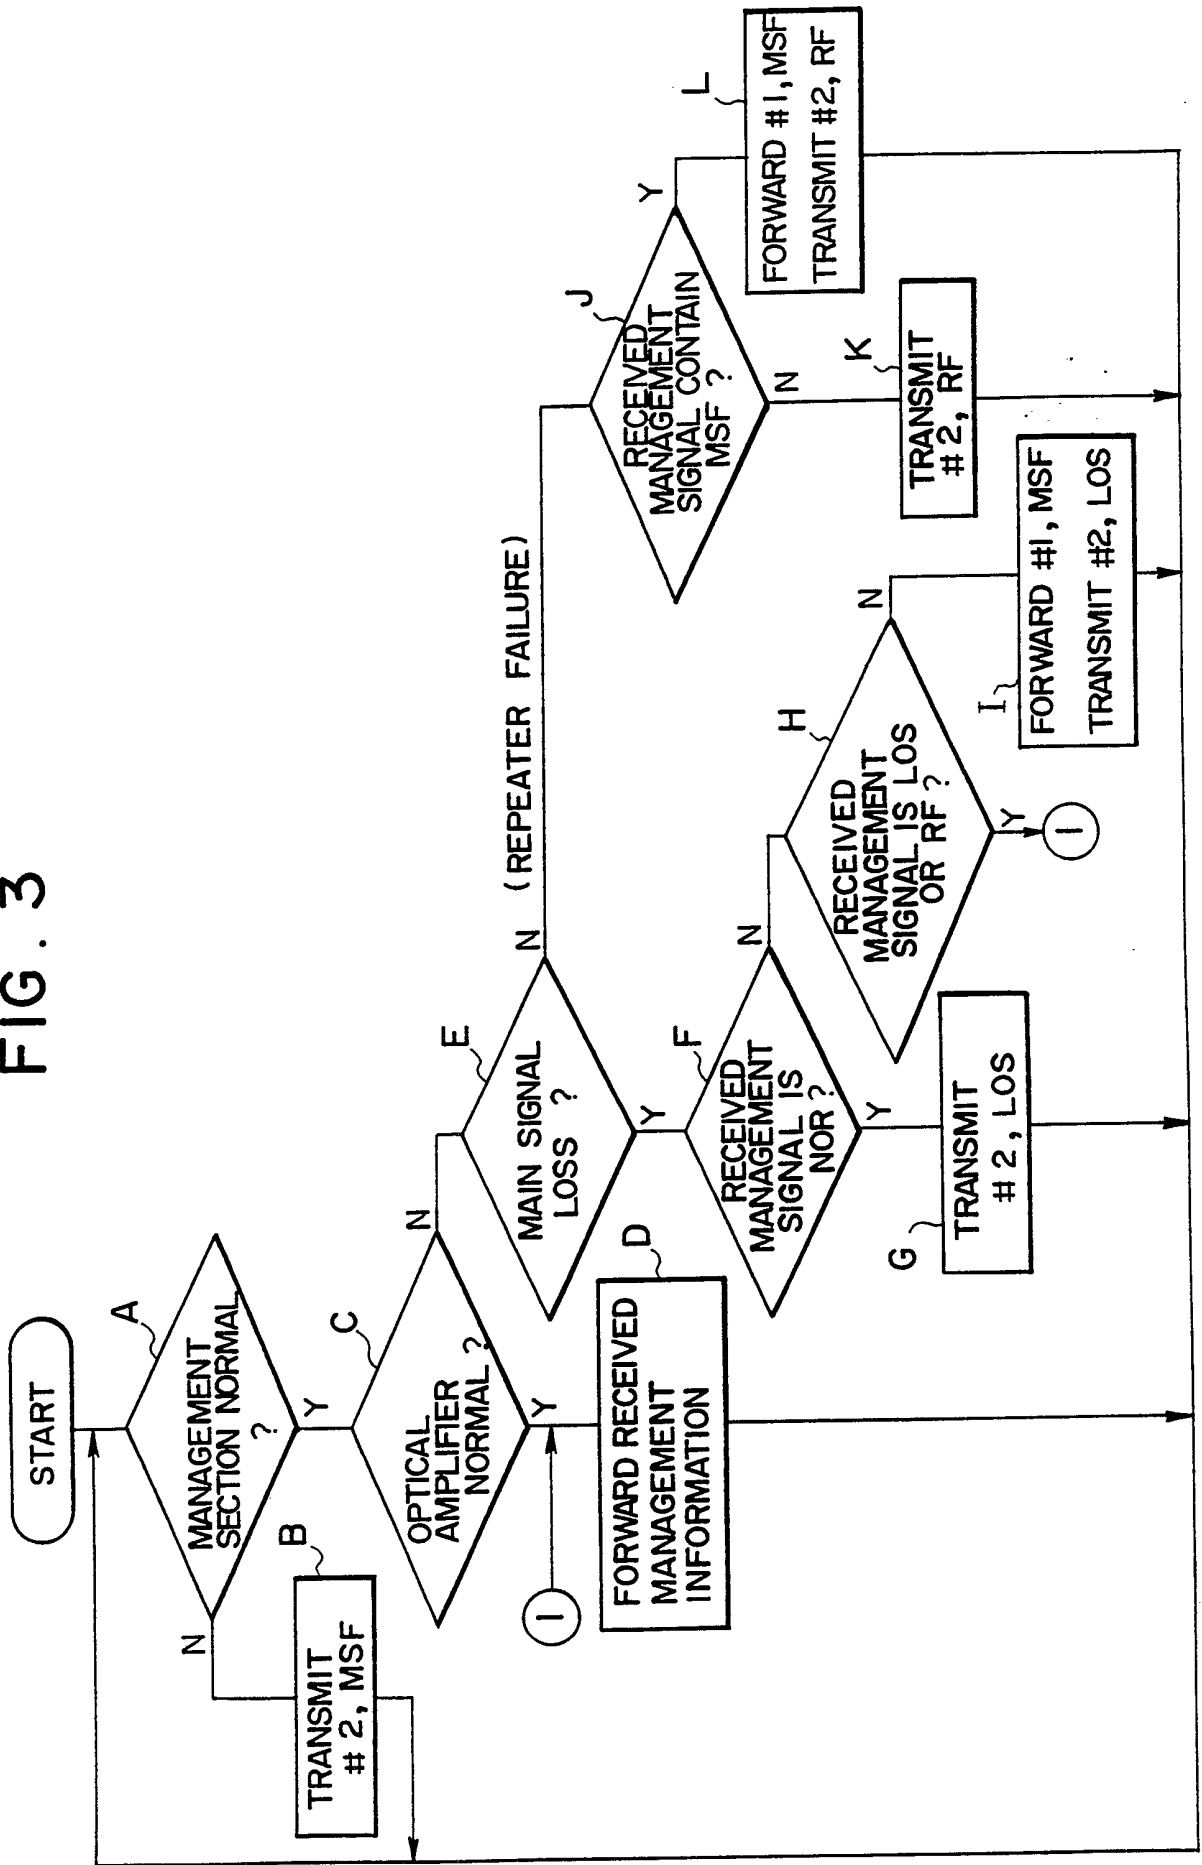 FIG. 3
START
A
MANAGEMENT
SECTION NORMAL
?
N
Y
B
TRANSMIT
#2, MSF
C
OPTICAL
AMPLIFIER
NORMAL ?
N
Y
1
D
FORWARD RECEIVED
MANAGEMENT
INFORMATION
E
MAIN SIGNAL
LOSS ?
N
(REPEATER FAILURE)
Y
F
RECEIVED
MANAGEMENT
SIGNAL IS
NOR ?
N
Y
G
TRANSMIT
#2, LOS
H
RECEIVED
MANAGEMENT
SIGNAL IS LOS
OR RF ?
N
Y
1
I
FORWARD #1, MSF
TRANSMIT #2, LOS
J
RECEIVED
MANAGEMENT
SIGNAL CONTAIN
MSF ?
Y
N
K
TRANSMIT
#2, RF
L
FORWARD #1, MSF
TRANSMIT #2, RF